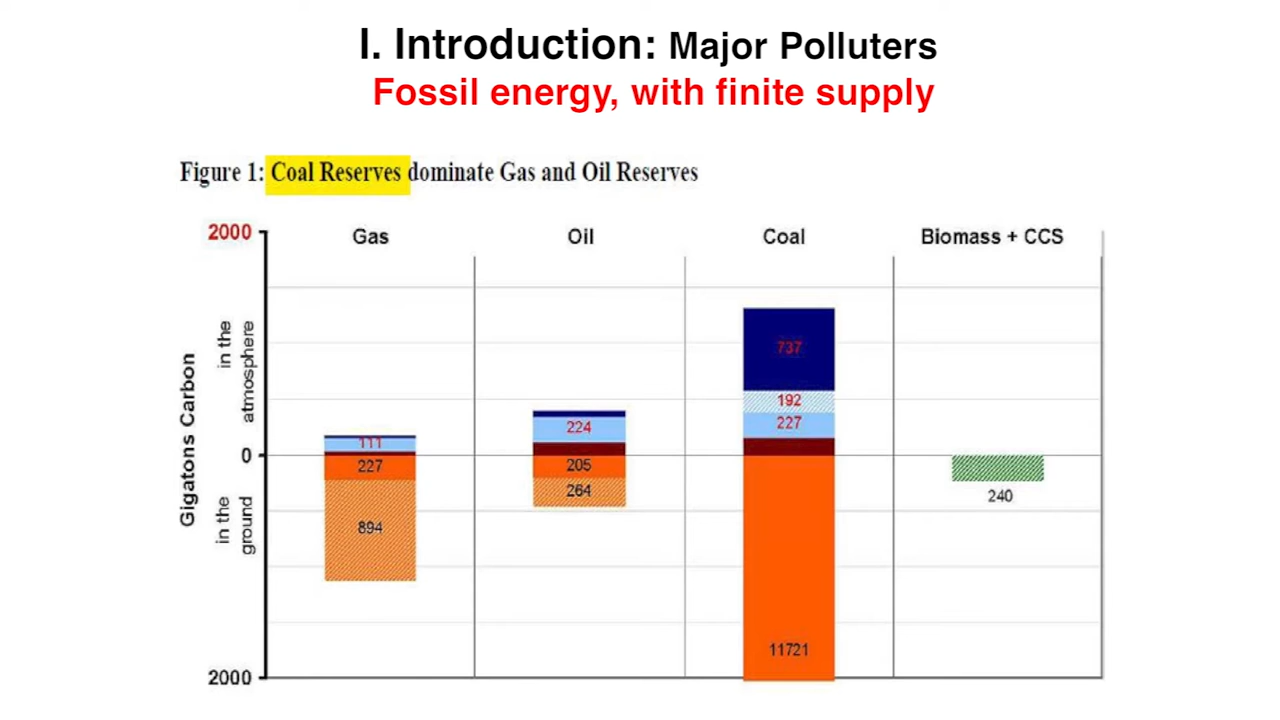 I. Introduction: Major Polluters
Fossil energy, with finite supply
Figure 1: Coal Reserves dominate Gas and Oil Reserves
2000
Gas
Oil
Coal
Biomass + CCS
Gigatons Carbon
in the
atmosphere
737
192
227
224
111
0
227
205
264
894
240
in the
ground
11721
2000